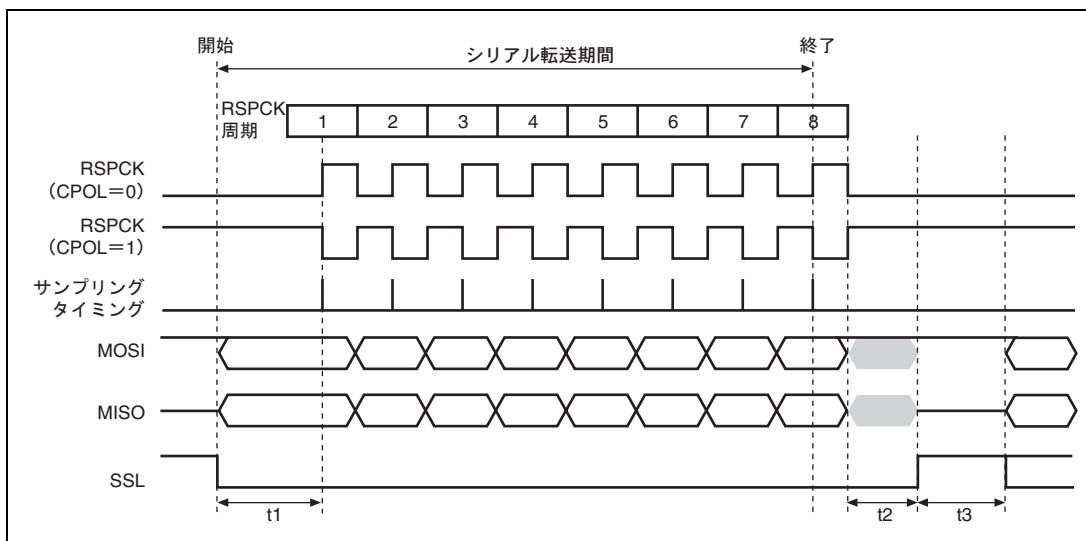 開始
シリアル転送期間
終了
RSPCK
周期
1 2 3 4 5 6 7 8
RSPCK
（CPOL＝0）
RSPCK
（CPOL＝1）
サンプリング
タイミング
MOSI
MISO
SSL
t1
t2
t3